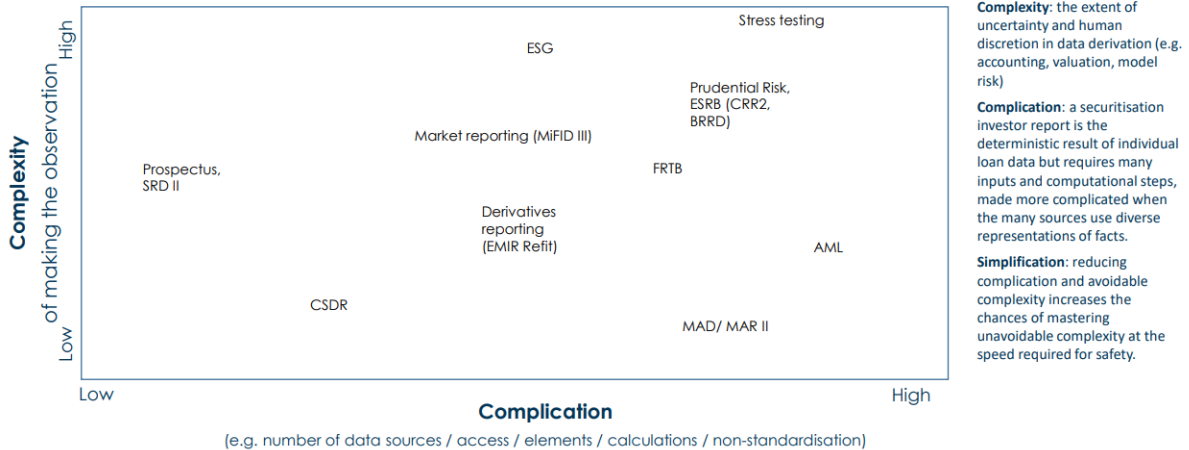 High
Stress testing
ESG
Prudential Risk,
ESRB (CRR2,
BRRD)
Market reporting (MiFID III)
Prospectus,
SRD II
FRTB
Derivatives
reporting
(EMIR Refit)
AML
CSDR
MAD/ MAR II
Low
Complexity
of making the observation
Low
High
Complication
(e.g. number of data sources / access / elements / calculations / non-standardisation)
Complexity: the extent of
uncertainty and human
discretion in data derivation (e.g.
accounting, valuation, model
risk)
Complication: a securitisation
investor report is the
deterministic result of individual
loan data but requires many
inputs and computational steps,
made more complicated when
the many sources use diverse
representations of facts.
Simplification: reducing
complication and avoidable
complexity increases the
chances of mastering
unavoidable complexity at the
speed required for safety.